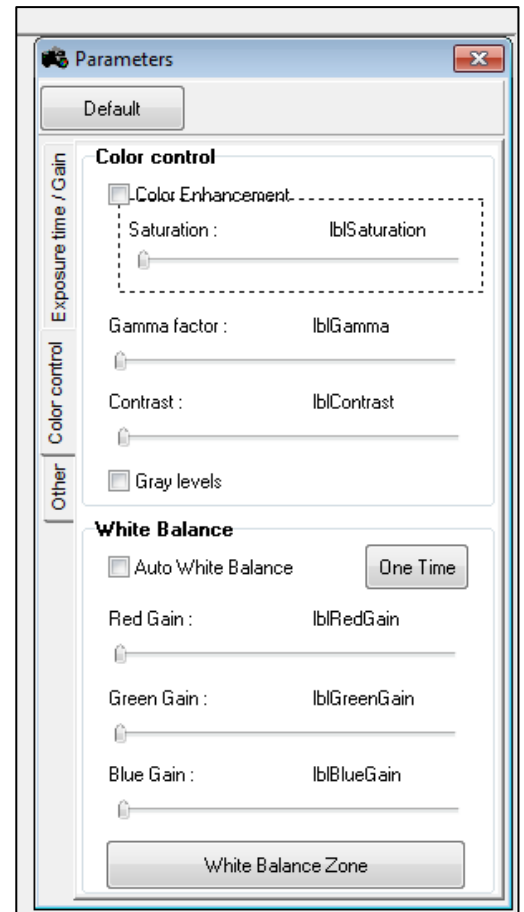 Parameters
Default
Exposure time / Gain
Color control
Other
Color control
Color Enhancement
Saturation : lblSaturation
Gamma factor : lblGamma
Contrast : lblContrast
Gray levels
White Balance
Auto White Balance One Time
Red Gain : lblRedGain
Green Gain : lblGreenGain
Blue Gain : lblBlueGain
White Balance Zone